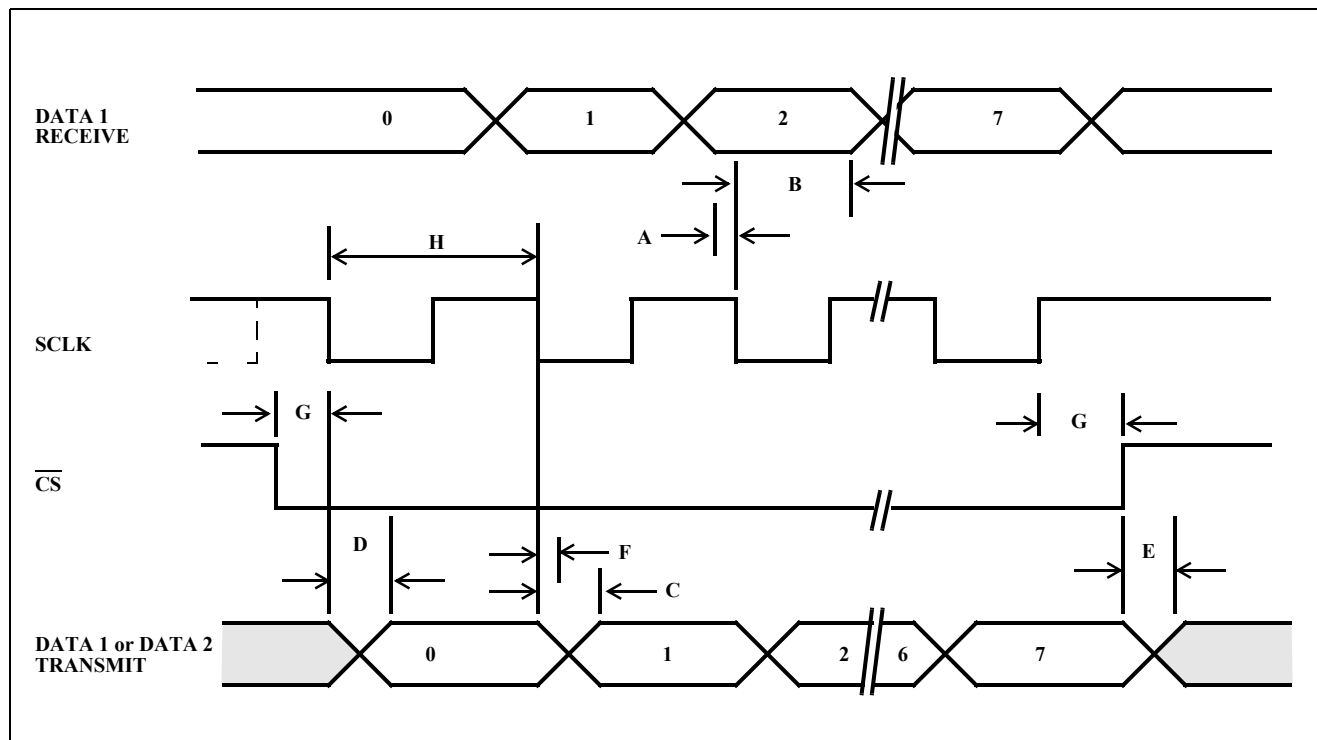 DATA 1
RECEIVE
0
1
2
7
B
A
H
SCLK
G
G
CS
D
F
E
C
DATA 1 or DATA 2
TRANSMIT
0
1
2
6
7